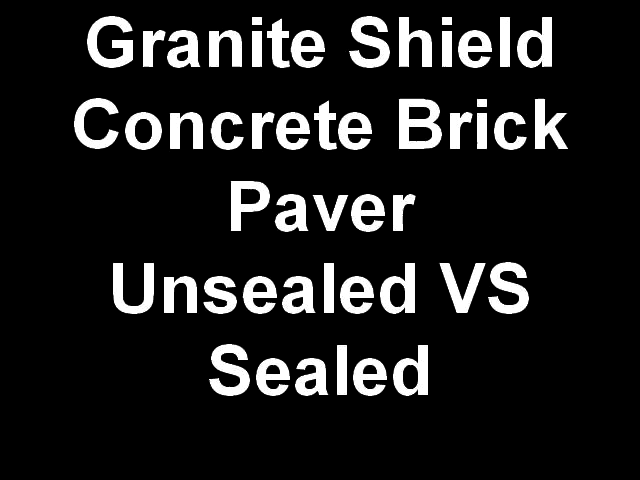 Granite Shield
Concrete Brick
Paver
Unsealed VS
Sealed